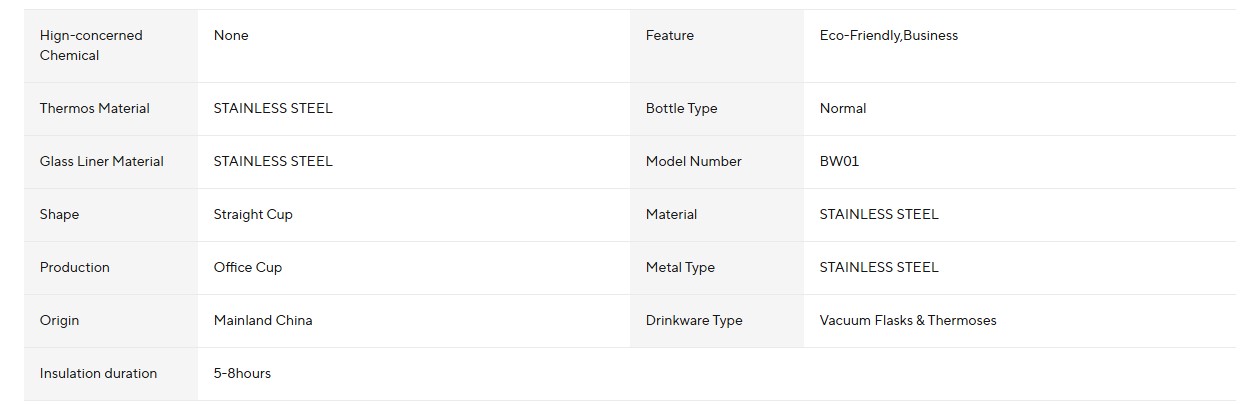 Hign-concerned
Chemical
None
Feature
Eco-Friendly,Business
Thermos Material
STAINLESS STEEL
Bottle Type
Normal
Glass Liner Material
STAINLESS STEEL
Model Number
BW01
Shape
Straight Cup
Material
STAINLESS STEEL
Production
Office Cup
Metal Type
STAINLESS STEEL
Origin
Mainland China
Drinkware Type
Vacuum Flasks & Thermoses
Insulation duration
5-8hours